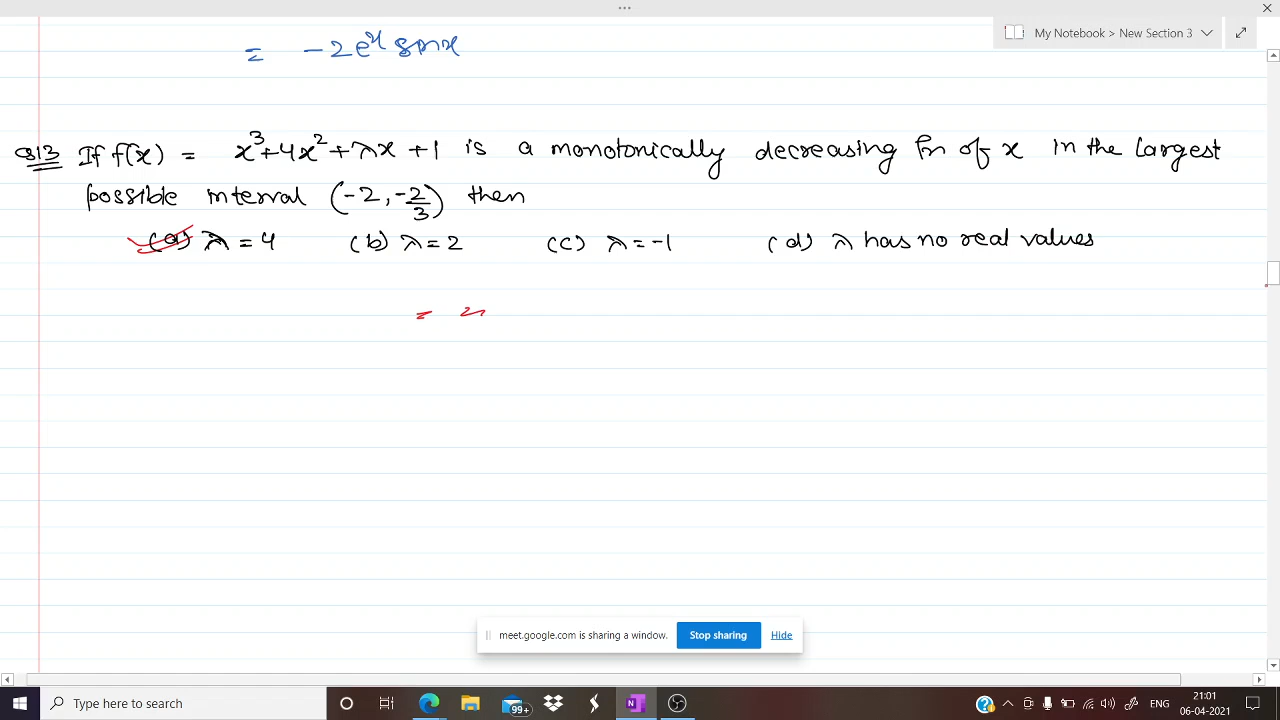 ...
My Notebook > New Section 3
= -2eˣ sinx
Q13 If f(x) = x³+4x²+λx+1 is a monotonically decreasing fn of x in the largest
possible interval (-2, -2/3) then
(a) λ = 4 (b) λ = 2 (c) λ = -1 (d) λ has no real values
=
meet.google.com is sharing a window. Stop sharing Hide
Type here to search 99+ ENG 21:01
06-04-2021